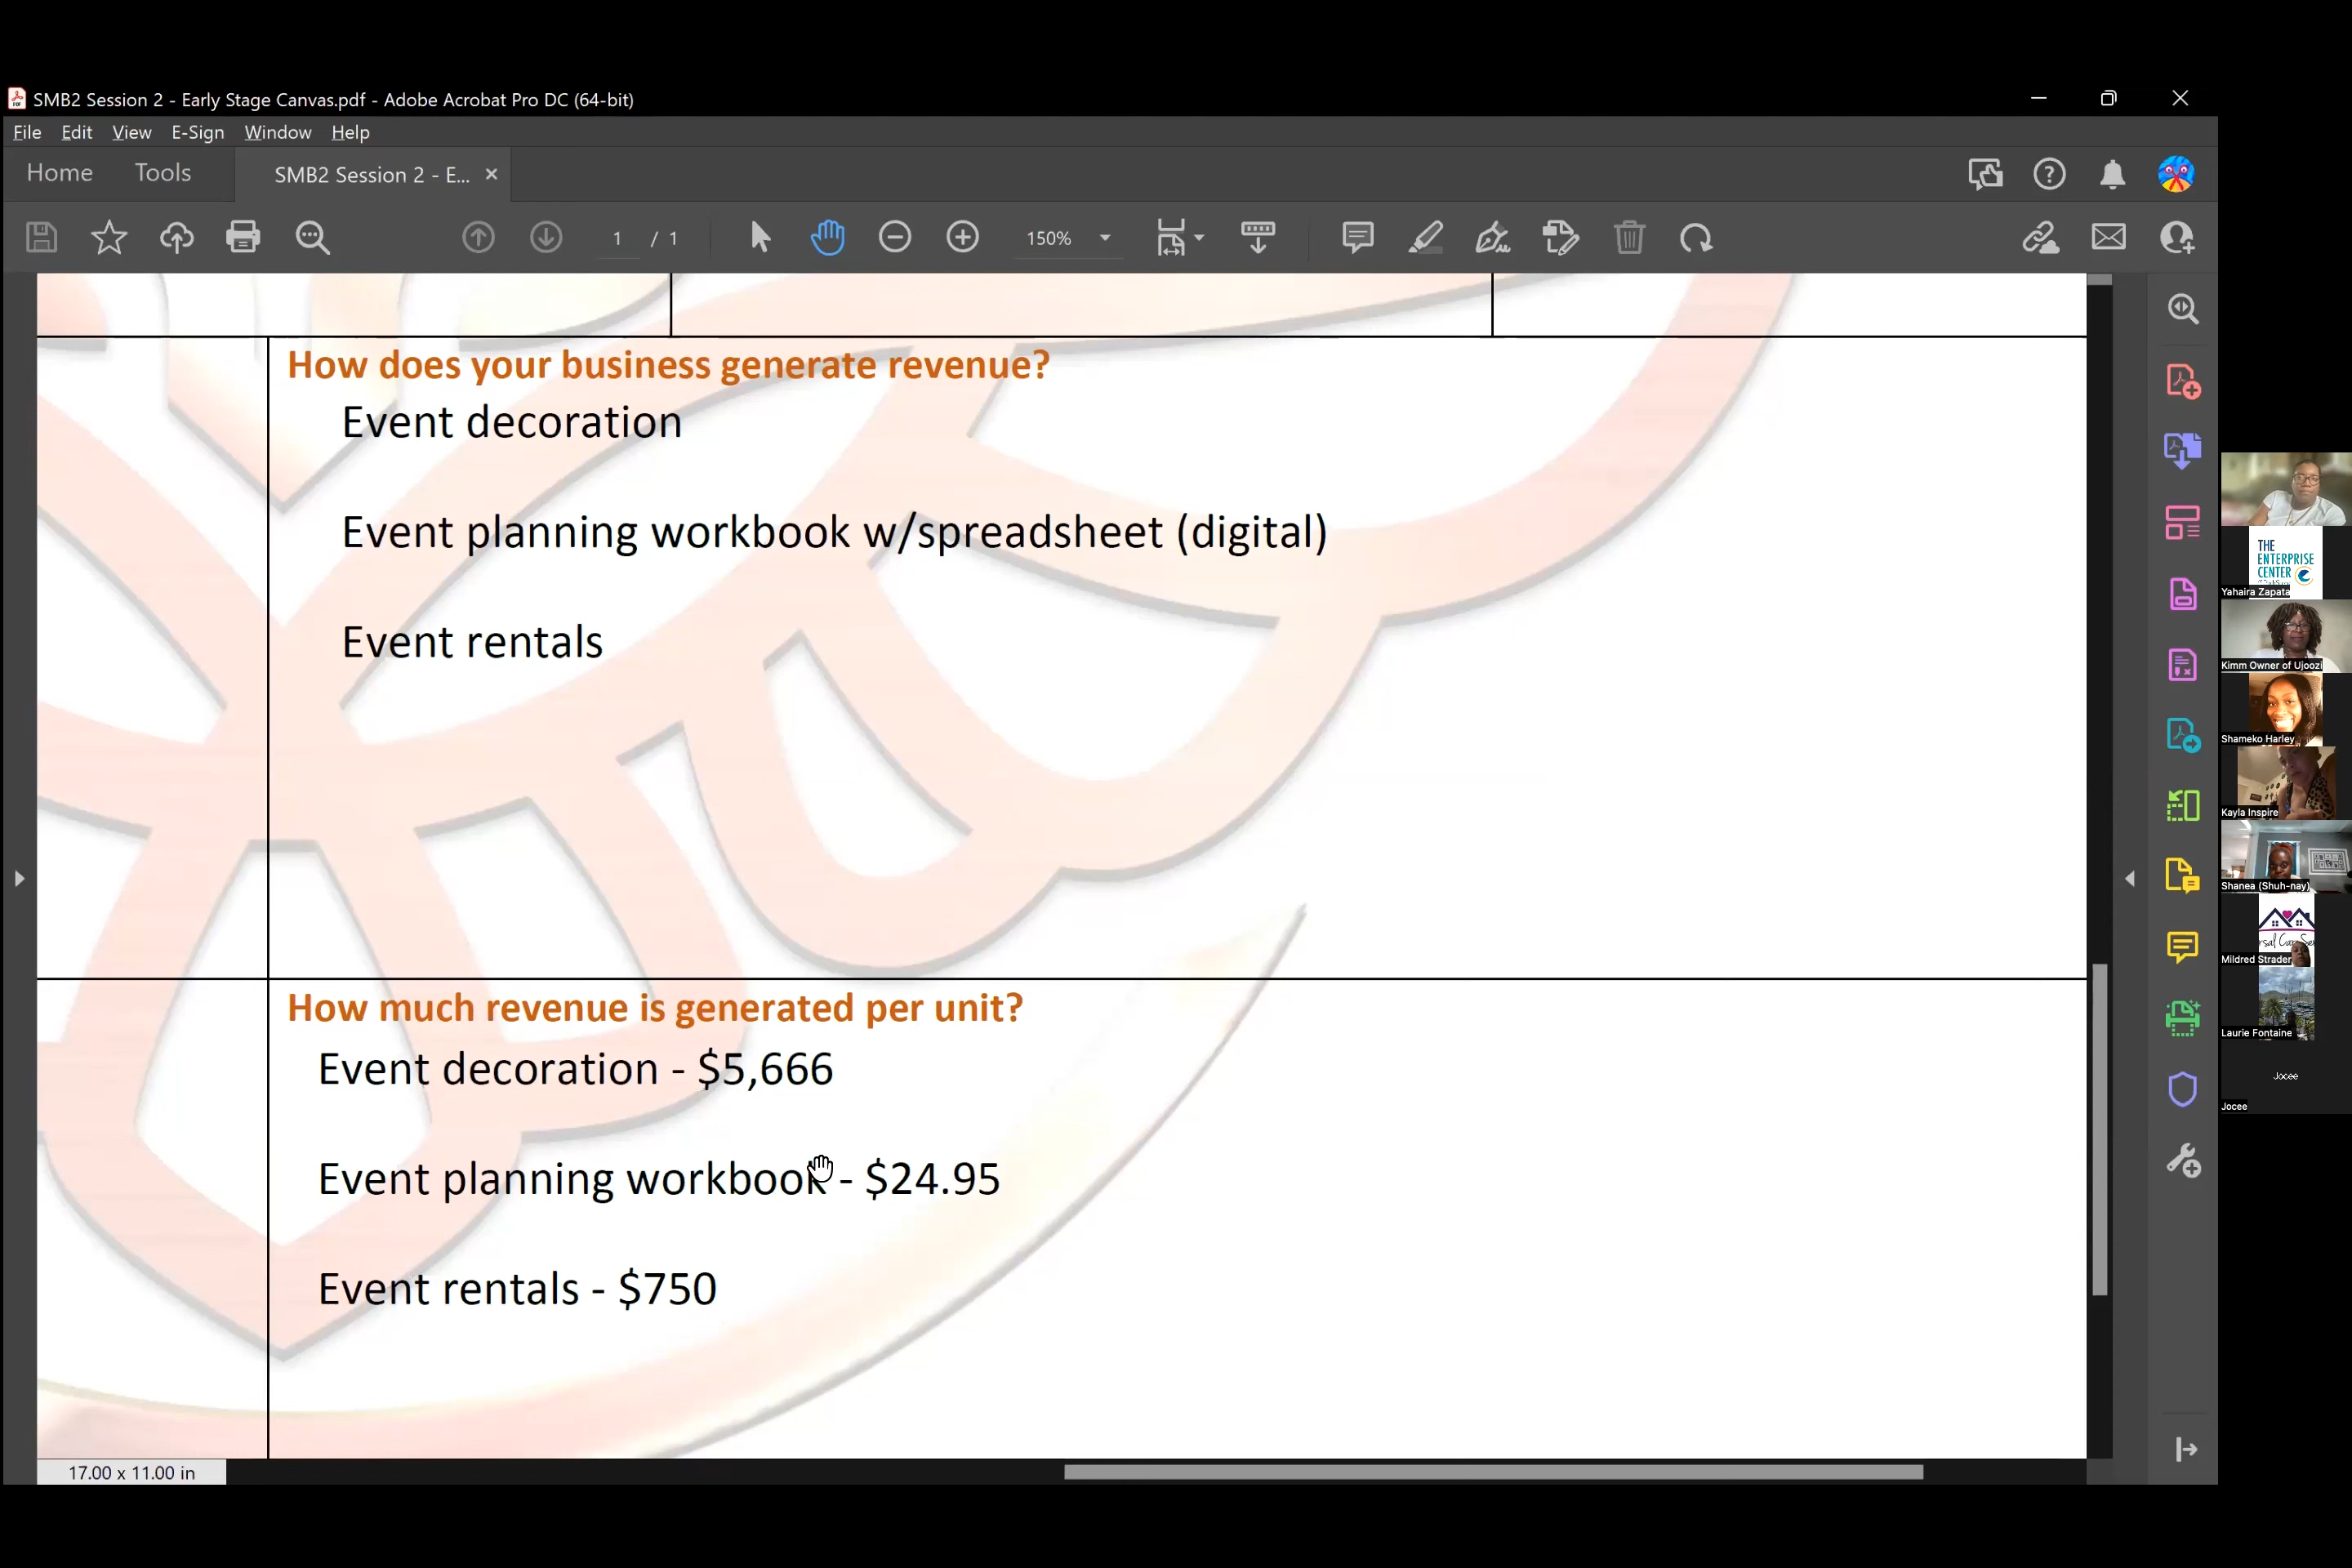 SMB2 Session 2 - Early Stage Canvas.pdf - Adobe Acrobat Pro DC (64-bit)
File Edit View E-Sign Window Help
Home Tools SMB2 Session 2 - E... ×
1 / 1 150%
How does your business generate revenue?
Event decoration
Event planning workbook w/spreadsheet (digital)
Event rentals
How much revenue is generated per unit?
Event decoration - $5,666
Event planning workbook - $24.95
Event rentals - $750
17.00 x 11.00 in
THE
ENTERPRISE
CENTER
Yahaira Zapata
Kimm Owner of Ujoozi
Shameko Harley
Kayla Inspire
Shanea (Shuh-nay)
Mildred Strader
Laurie Fontaine
Jocee
Jocee